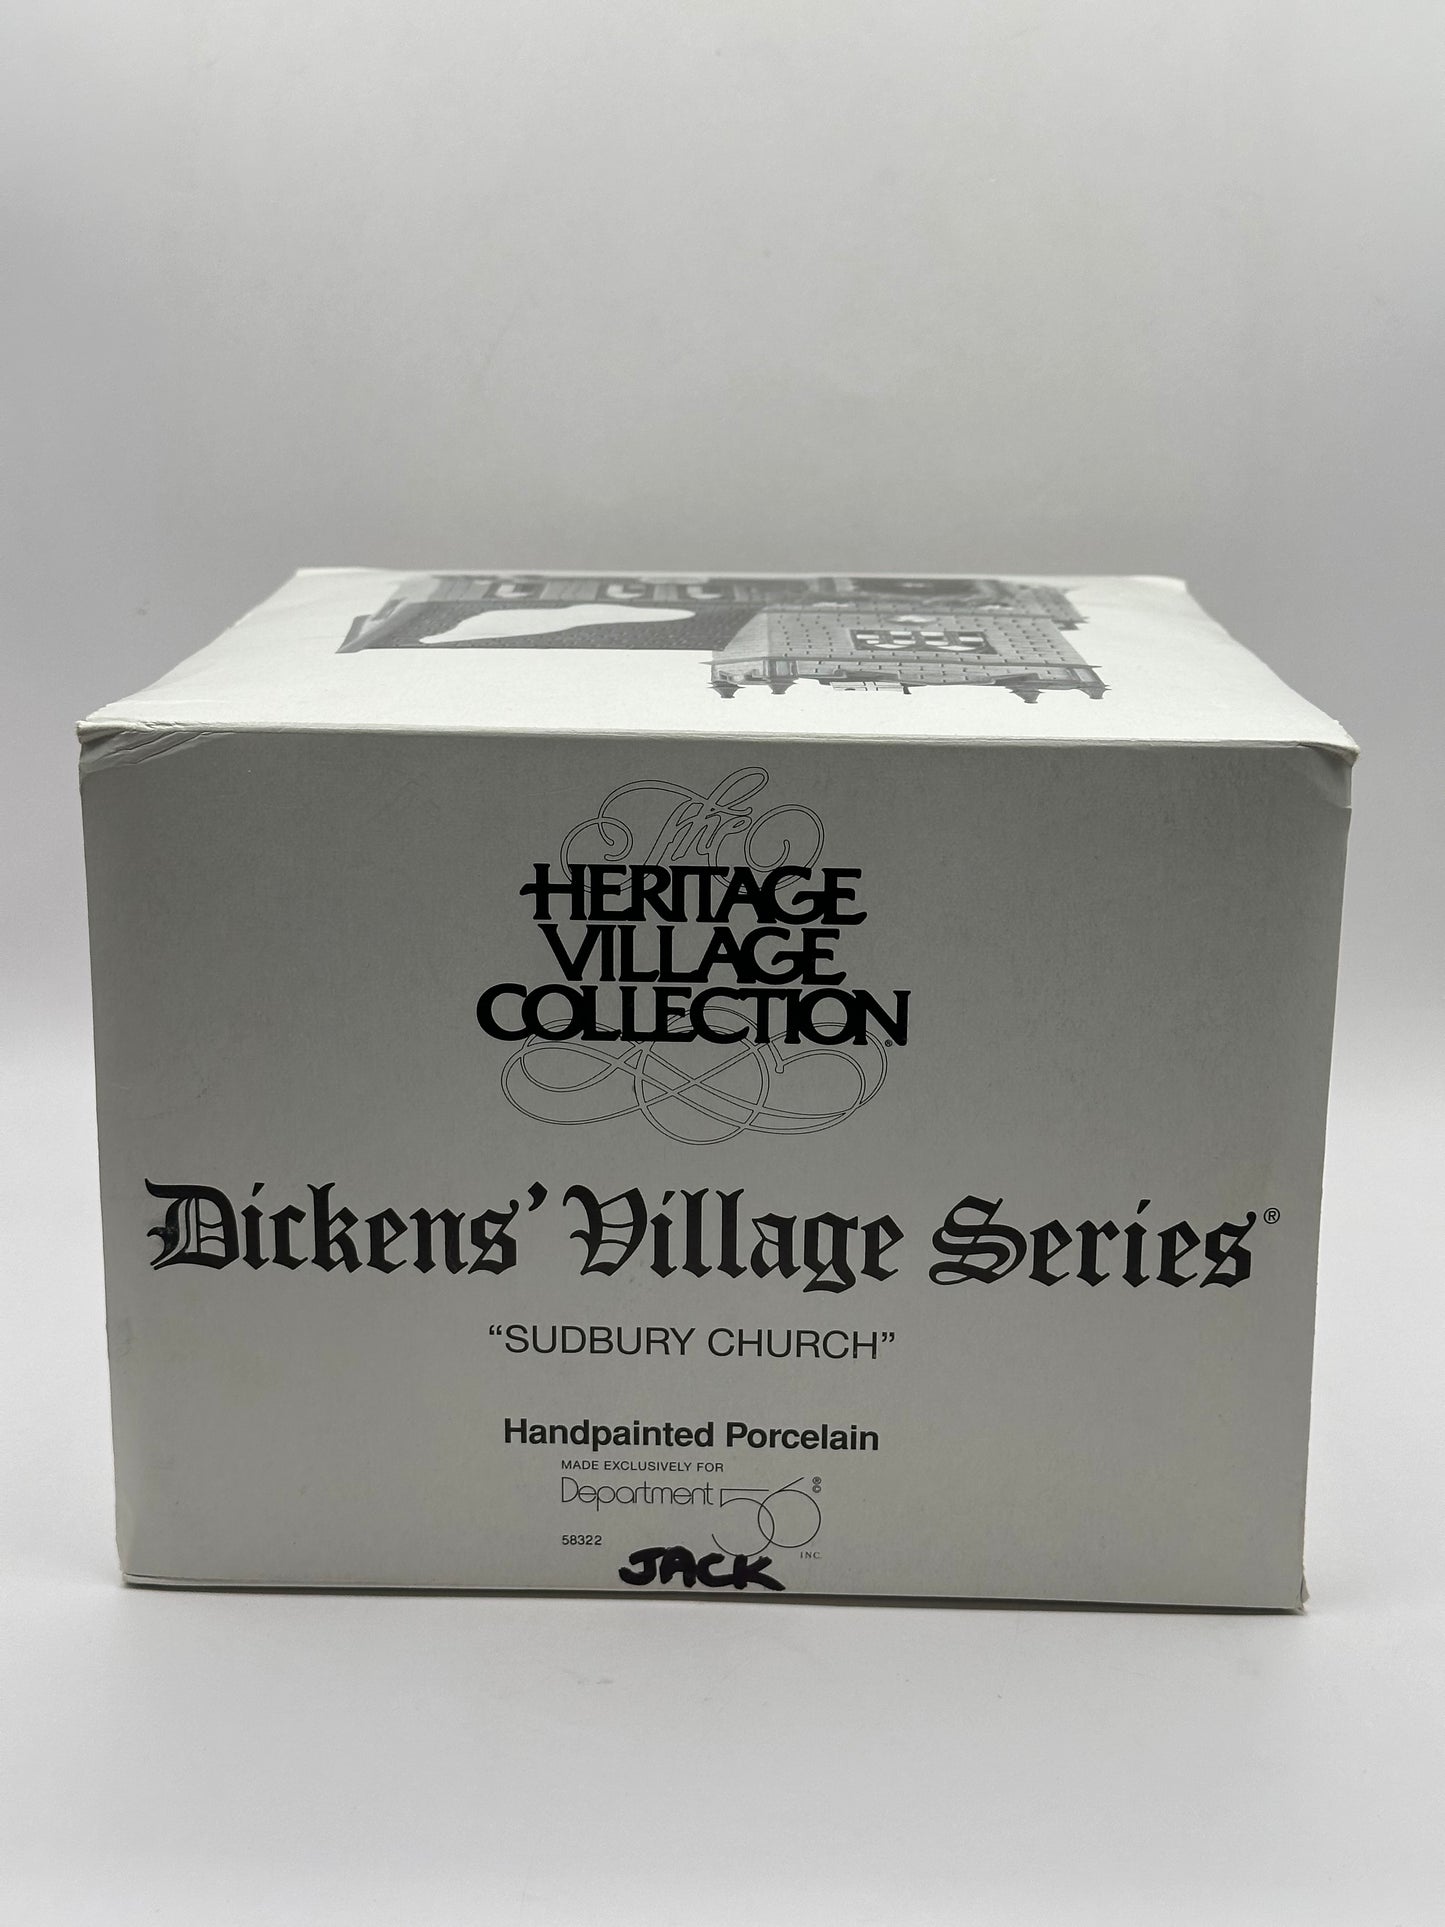 The
HERITAGE
VILLAGE
COLLECTION®
Dickens' Village Series®
“SUDBURY CHURCH”
Handpainted Porcelain
MADE EXCLUSIVELY FOR
Department 56®©
58322
INC.
JACK